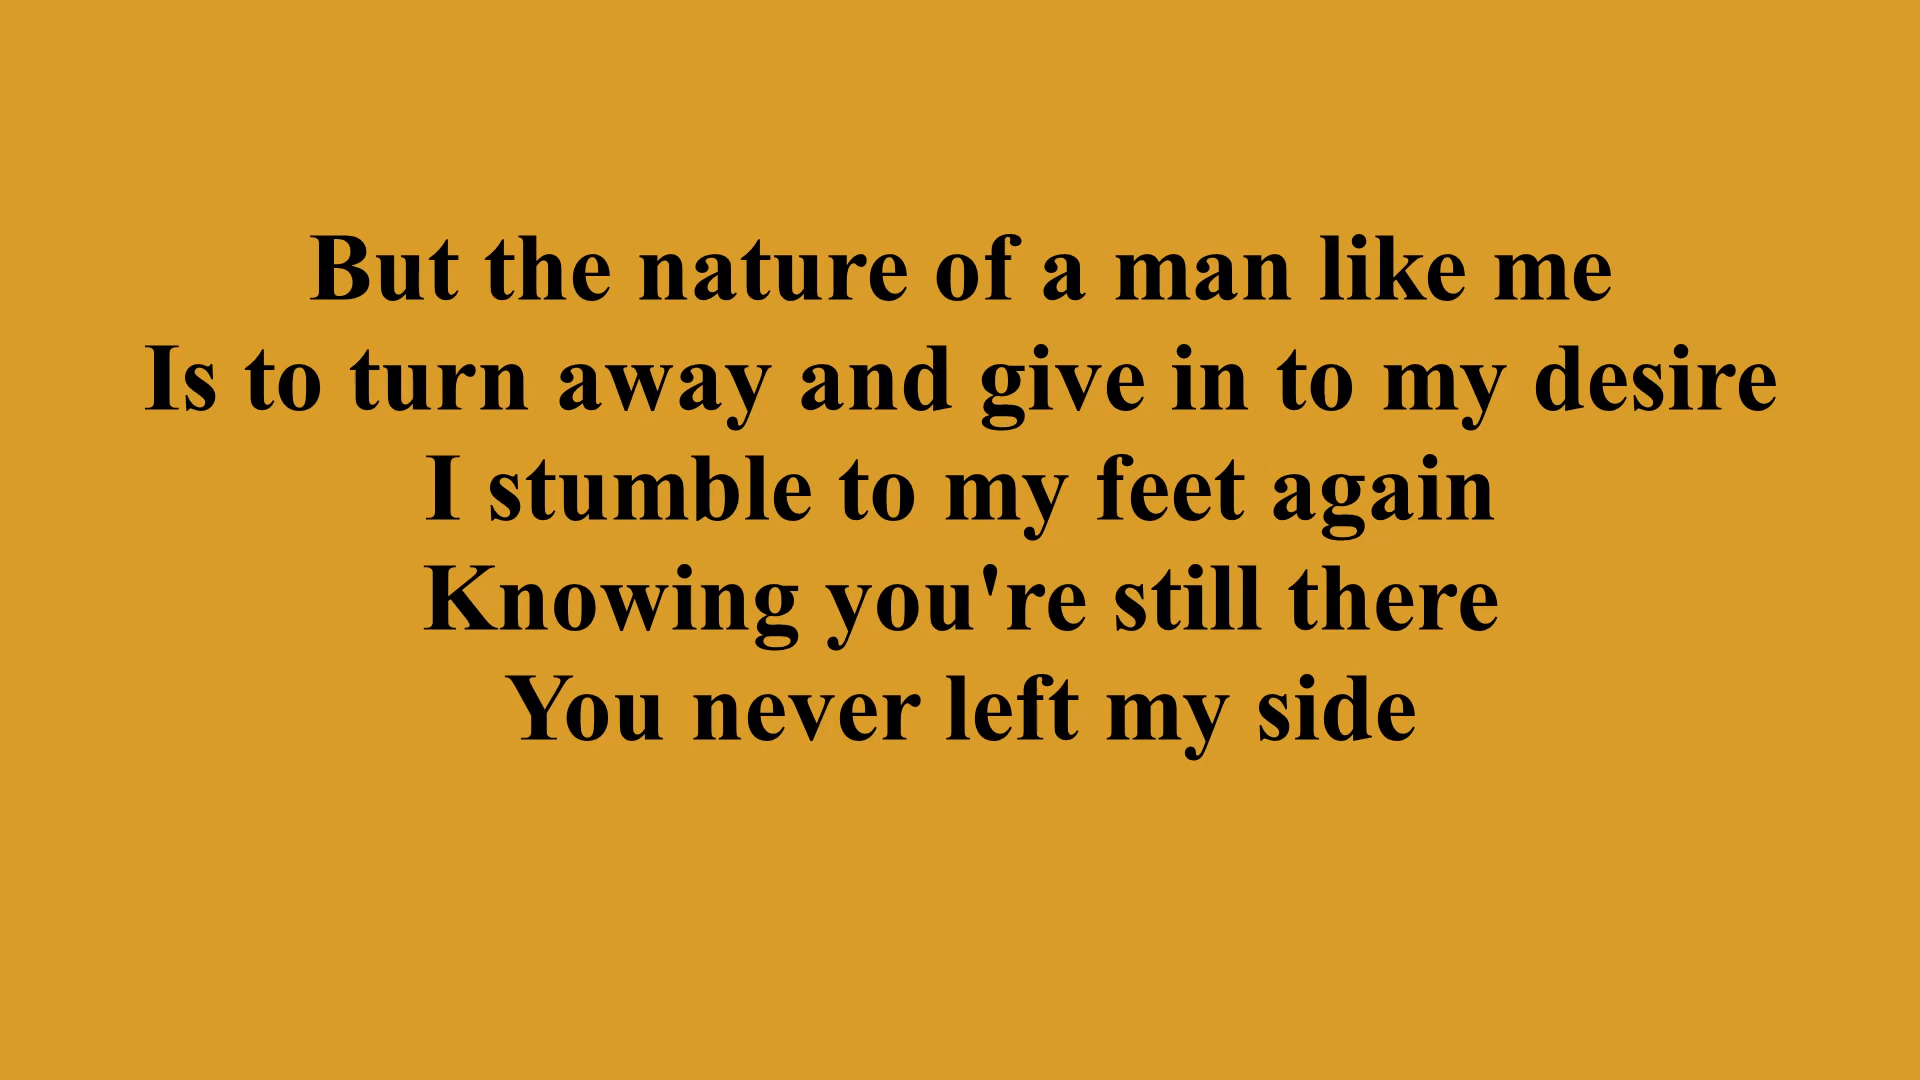 But the nature of a man like me
Is to turn away and give in to my desire
I stumble to my feet again
Knowing you're still there
You never left my side